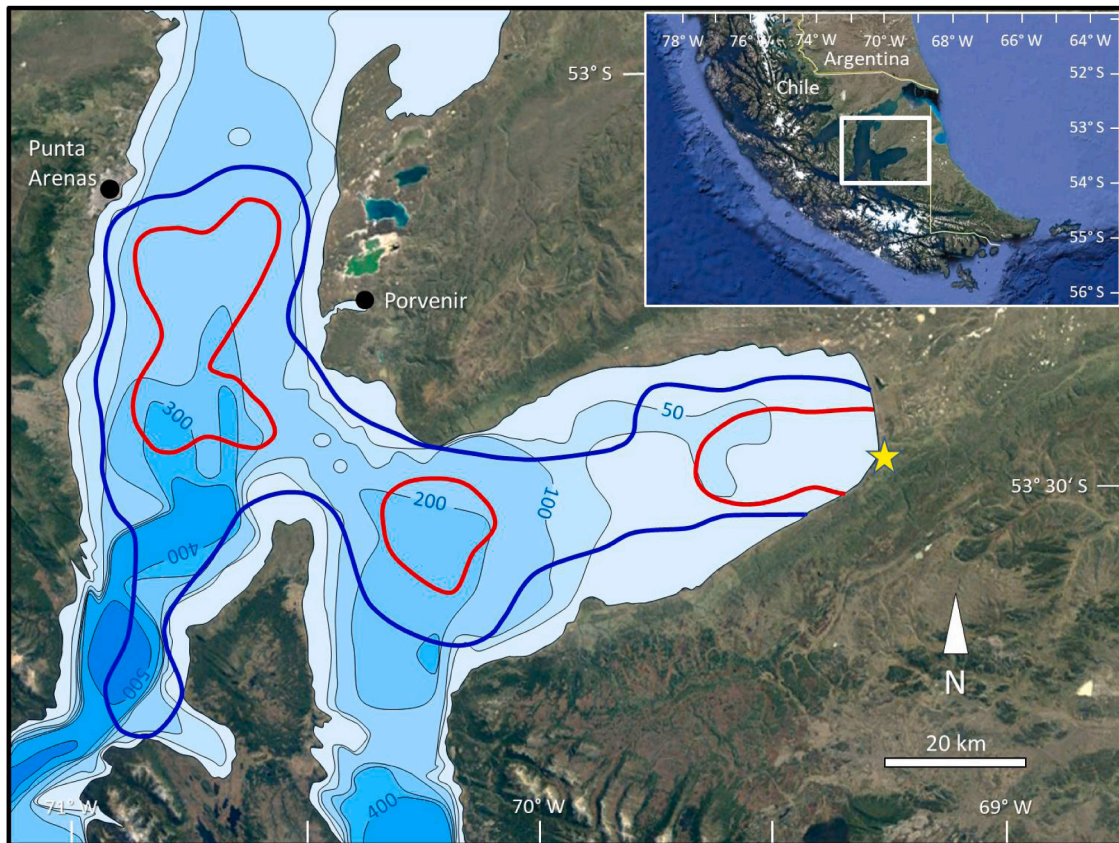 78° W
76° W
74° W
72° W
70° W
68° W
66° W
64° W
Argentina
Chile
52° S
53° S
54° S
55° S
56° S
53° S
Punta
Arenas
Porvenir
300
400
500
200
100
50
400
53° 30‘ S
N
20 km
71° W
70° W
69° W